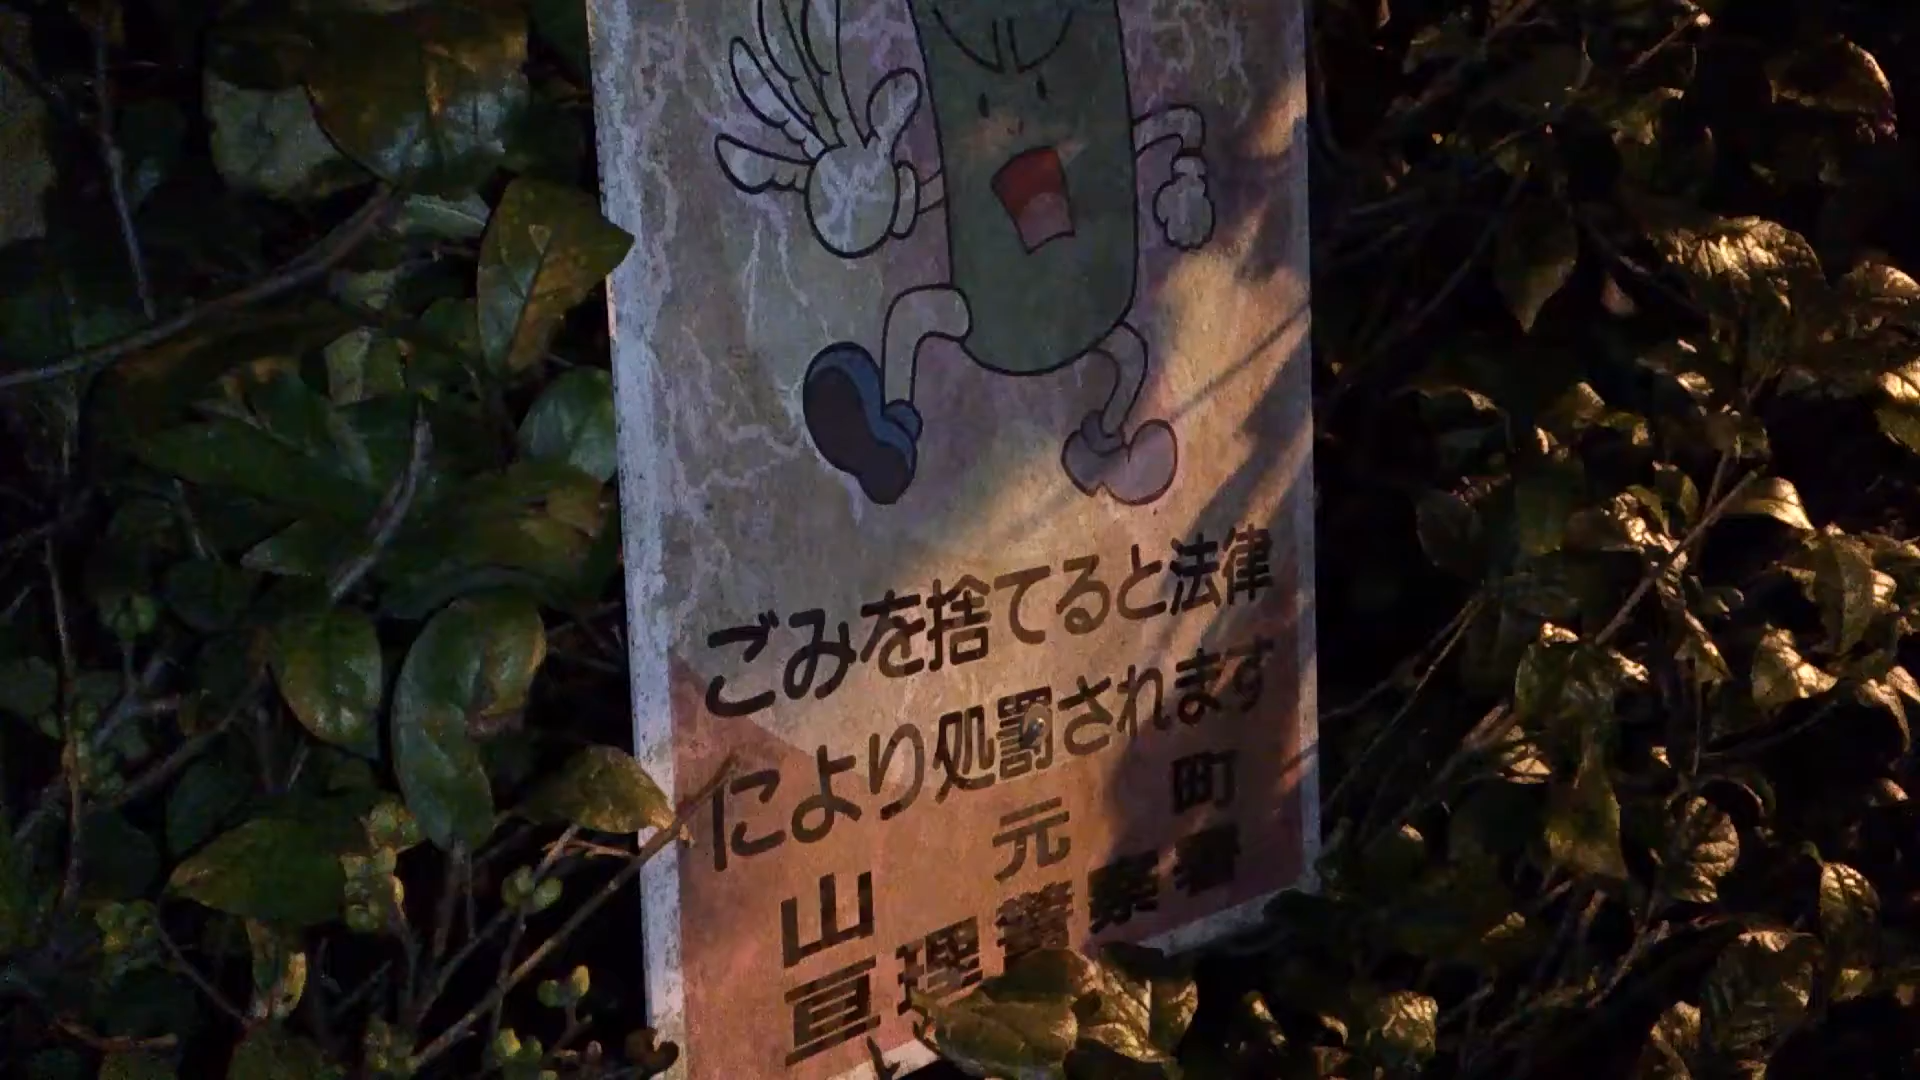 ごみを捨てると法律
により処罰されます
山元町
亘理警察署